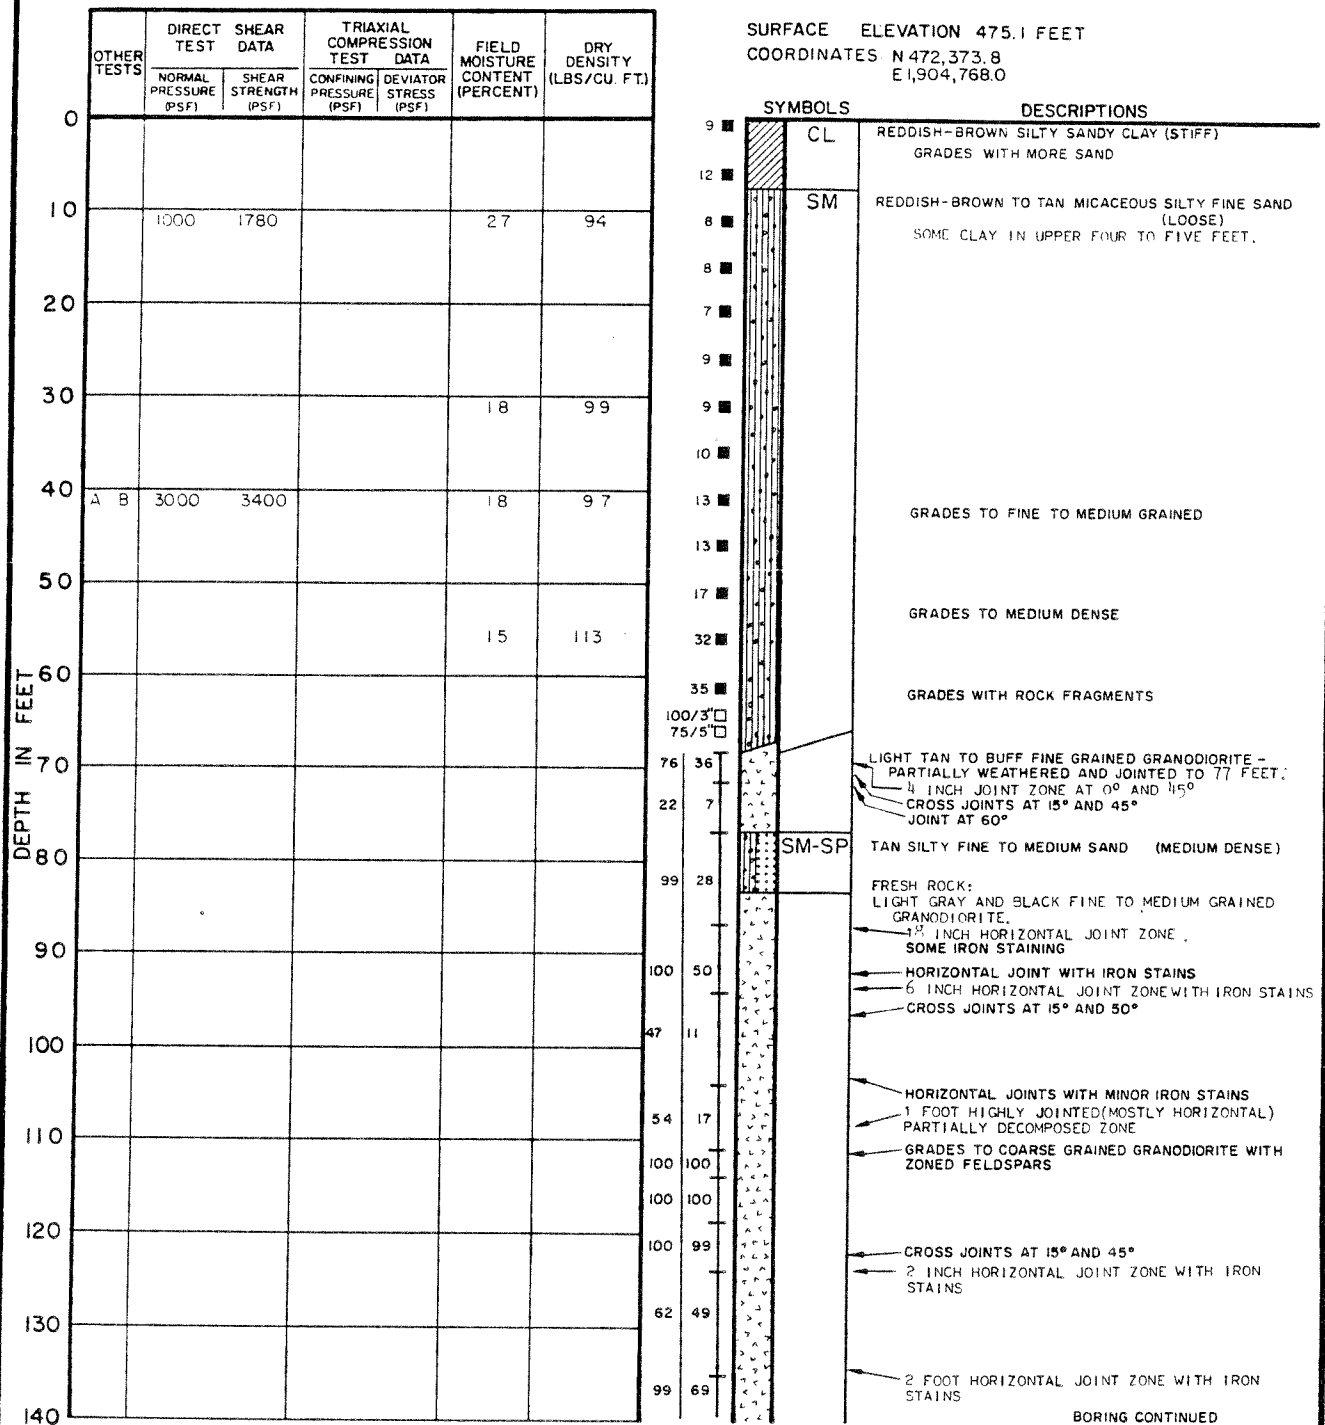 OTHER TESTS
DIRECT SHEAR TEST DATA
NORMAL PRESSURE (PSF)
SHEAR STRENGTH (PSF)
TRIAXIAL COMPRESSION TEST DATA
CONFINING PRESSURE (PSF)
DEVIATOR STRESS (PSF)
FIELD MOISTURE CONTENT (PERCENT)
DRY DENSITY (LBS/CU. FT.)
SURFACE ELEVATION 475.1 FEET
COORDINATES N 472,373.8
E 1,904,768.0
SYMBOLS
DESCRIPTIONS
DEPTH IN FEET
0
10
1000 1780 27 94
20
30
18 99
40
A B 3000 3400 18 97
50
15 113
60
70
80
90
100
110
120
130
140
9
12
8
8
7
9
9
10
13
13
17
32
35
100/3"
75/5"
76 36
22 7
99 28
100 50
47 11
54 17
100 100
100 100
100 99
62 49
99 69
CL
REDDISH-BROWN SILTY SANDY CLAY (STIFF)
GRADES WITH MORE SAND
SM
REDDISH-BROWN TO TAN MICACEOUS SILTY FINE SAND
(LOOSE)
SOME CLAY IN UPPER FOUR TO FIVE FEET.
GRADES TO FINE TO MEDIUM GRAINED
GRADES TO MEDIUM DENSE
GRADES WITH ROCK FRAGMENTS
LIGHT TAN TO BUFF FINE GRAINED GRANODIORITE -
PARTIALLY WEATHERED AND JOINTED TO 77 FEET.
4 INCH JOINT ZONE AT 0° AND 45°
CROSS JOINTS AT 15° AND 45°
JOINT AT 60°
SM-SP
TAN SILTY FINE TO MEDIUM SAND (MEDIUM DENSE)
FRESH ROCK:
LIGHT GRAY AND BLACK FINE TO MEDIUM GRAINED
GRANODIORITE.
18 INCH HORIZONTAL JOINT ZONE.
SOME IRON STAINING
HORIZONTAL JOINT WITH IRON STAINS
6 INCH HORIZONTAL JOINT ZONE WITH IRON STAINS
CROSS JOINTS AT 15° AND 50°
HORIZONTAL JOINTS WITH MINOR IRON STAINS
1 FOOT HIGHLY JOINTED (MOSTLY HORIZONTAL)
PARTIALLY DECOMPOSED ZONE
GRADES TO COARSE GRAINED GRANODIORITE WITH
ZONED FELDSPARS
CROSS JOINTS AT 15° AND 45°
2 INCH HORIZONTAL JOINT ZONE WITH IRON
STAINS
2 FOOT HORIZONTAL JOINT ZONE WITH IRON
STAINS
BORING CONTINUED